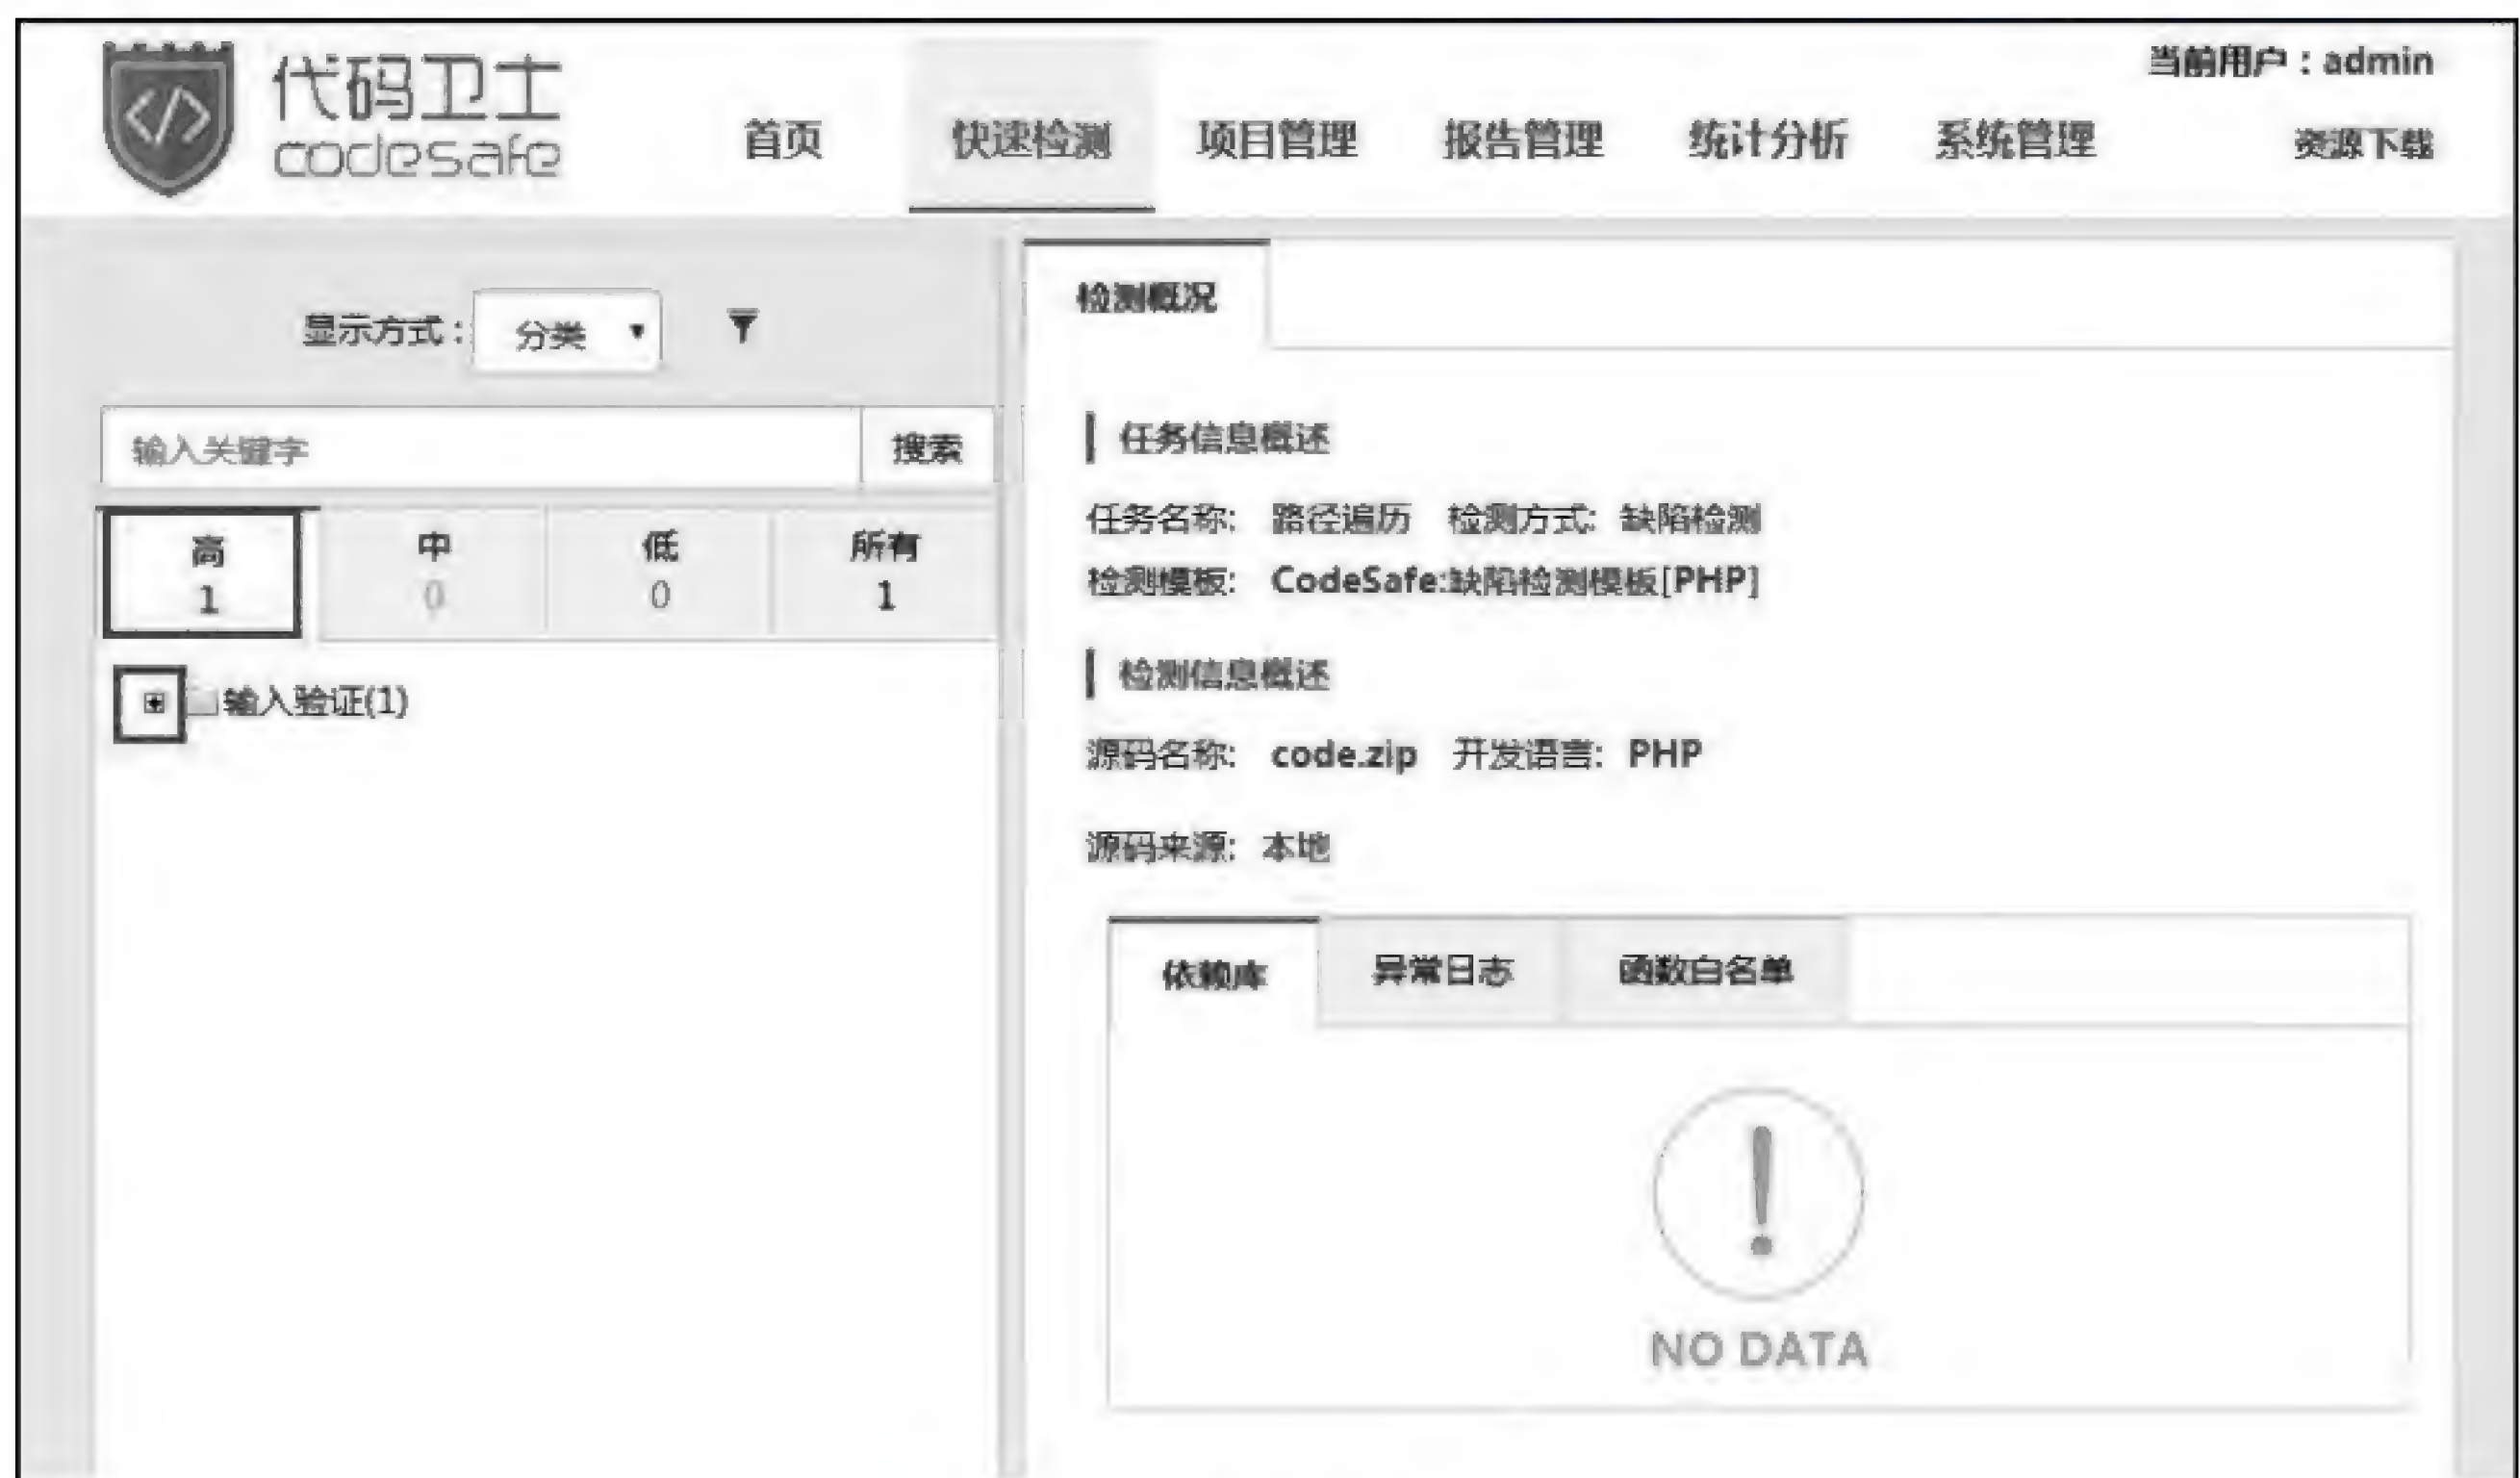 当前用户：admin
代码卫士
codesafe
首页 快速检测 项目管理 报告管理 统计分析 系统管理 资源下载
显示方式： 分类
输入关键字 搜索
高 中 低 所有
1 0 0 1
输入验证(1)
检测概况
任务信息概述
任务名称: 路径遍历 检测方式: 缺陷检测
检测模板: CodeSafe:缺陷检测模板[PHP]
检测信息概述
源码名称: code.zip 开发语言: PHP
源码来源: 本地
依赖库 异常日志 函数白名单
NO DATA